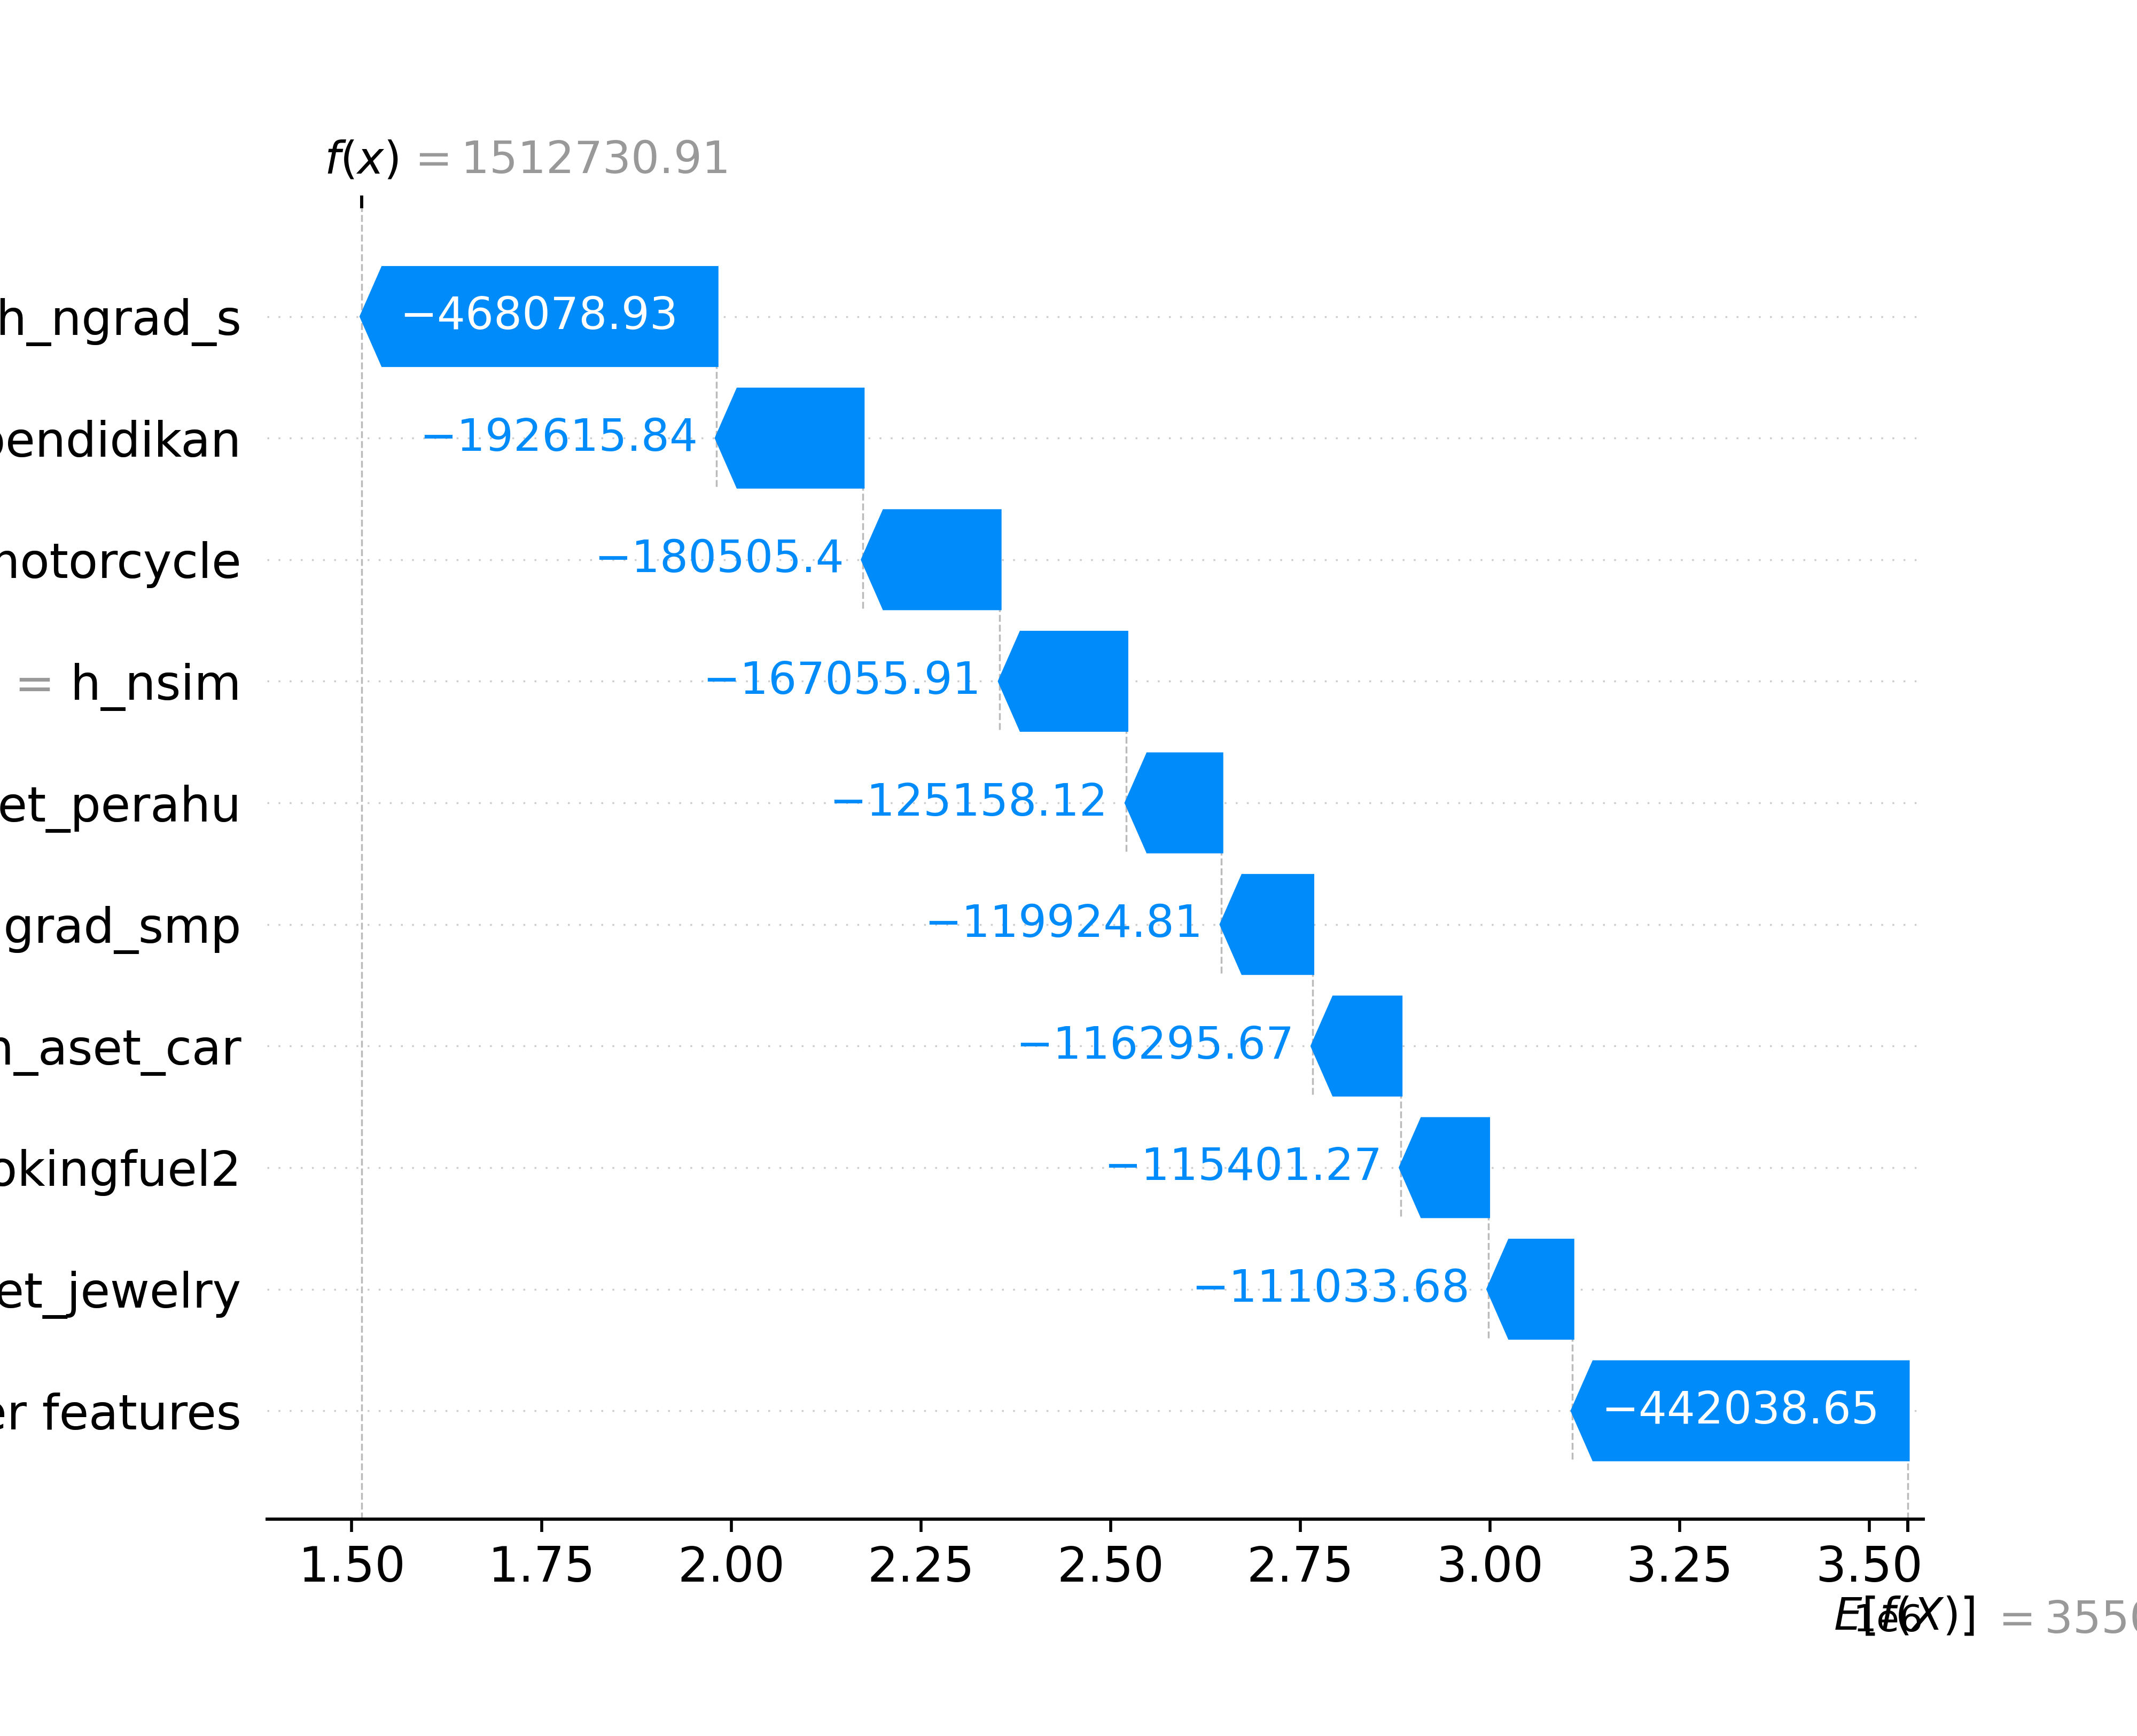 f(x) = 1512730.91
h_ngrad_s −468078.93
pendidikan −192615.84
motorcycle −180505.4
= h_nsim −167055.91
et_perahu −125158.12
grad_smp −119924.81
_aset_car −116295.67
okingfuel2 −115401.27
et_jewelry −111033.68
er features −442038.65
1.50 1.75 2.00 2.25 2.50 2.75 3.00 3.25 3.50
1e6
E[f(X)] = 355